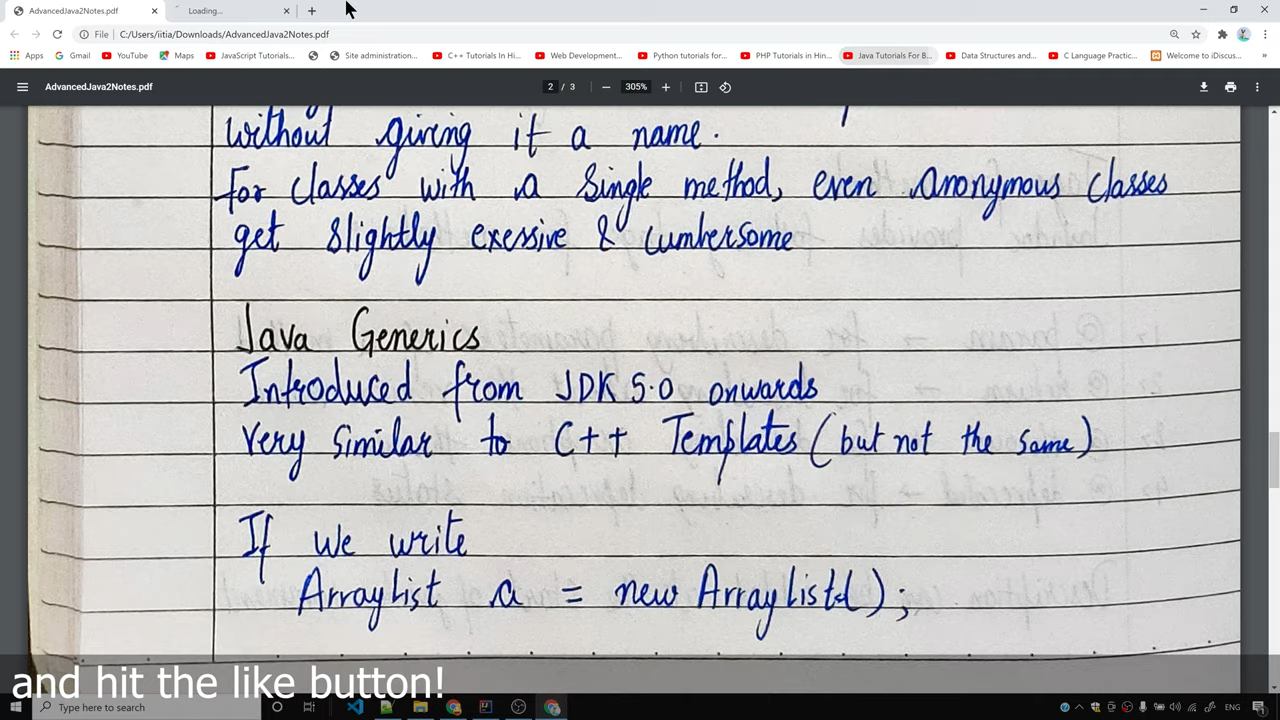 AdvancedJava2Notes.pdf
Loading...
File
C:/Users/iitia/Downloads/AdvancedJava2Notes.pdf
Apps
Gmail
YouTube
Maps
JavaScript Tutorials...
Site administration...
C++ Tutorials In Hi...
Web Development...
Python tutorials for...
PHP Tutorials in Hin...
Java Tutorials For B...
Data Structures and...
C Language Practic...
Welcome to iDiscus...
AdvancedJava2Notes.pdf
2 / 3
305%
without giving it a name.
For classes with a single method, even anonymous classes
get slightly exessive & cumbersome
Java Generics
Introduced from JDK 5.0 onwards
Very similar to C++ Templates (but not the same)
If we write
ArrayList a = new ArrayList();
and hit the like button!
Type here to search
ENG